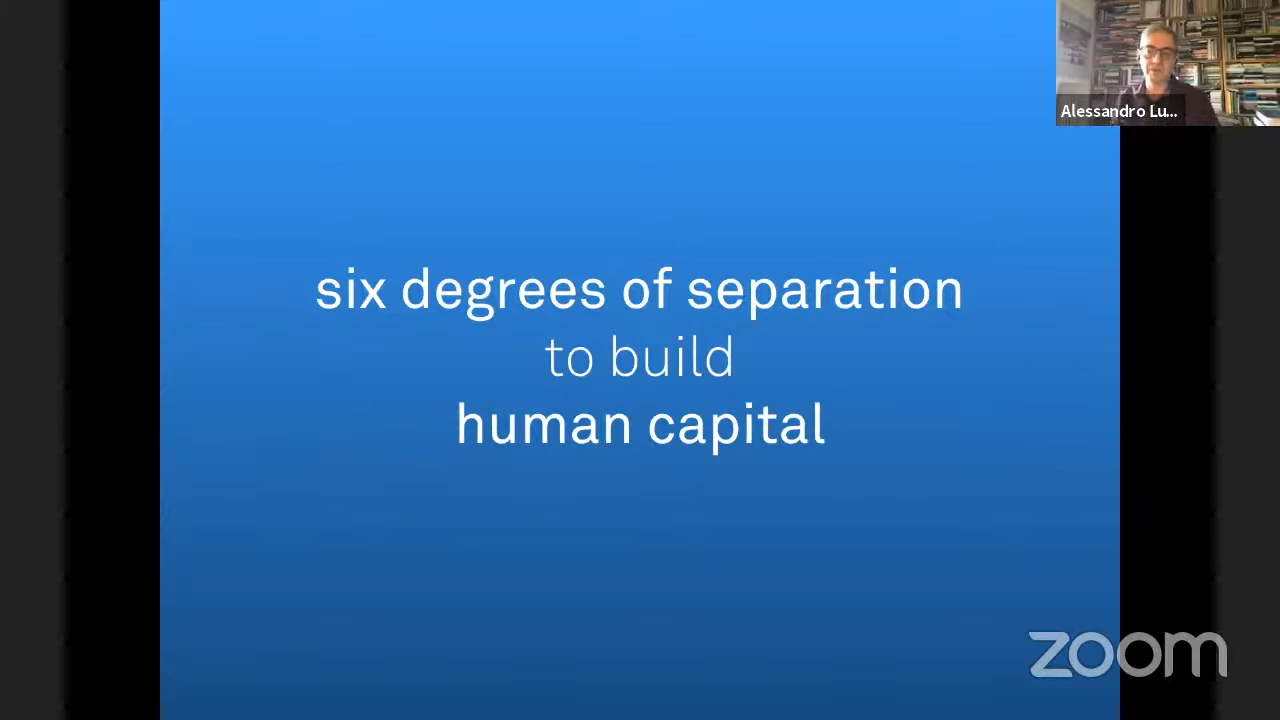 Alessandro Lu...
six degrees of separation
to build
human capital
zoom